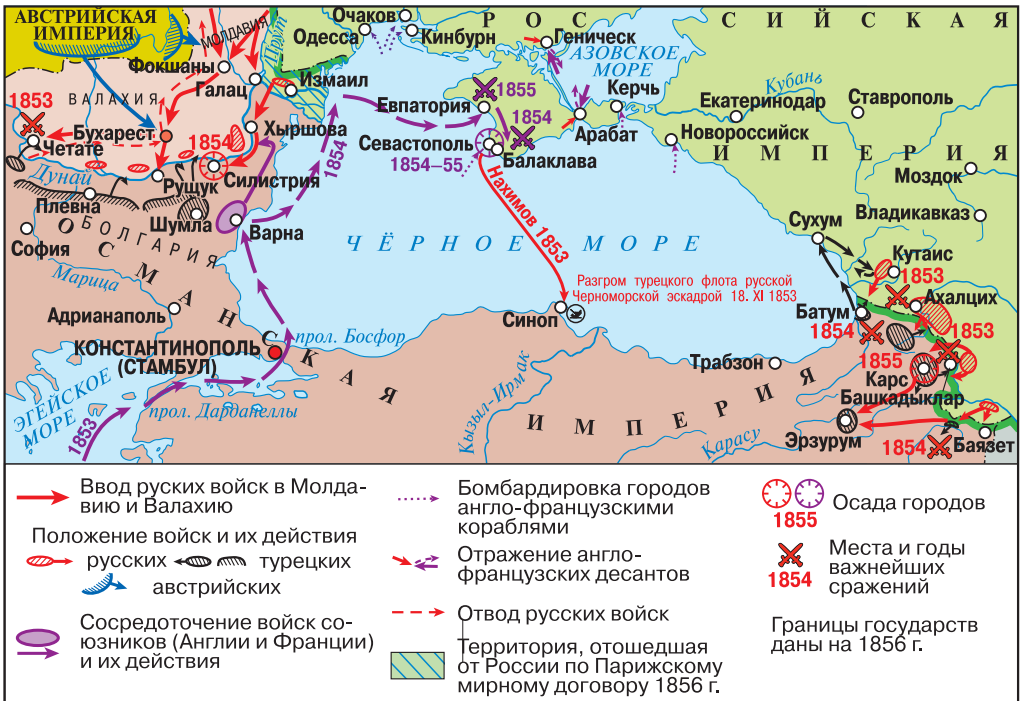 АВСТРИЙСКАЯ
ИМПЕРИЯ
МОЛДАВИЯ
Прут
Очаков
Одесса
Кинбурн
РОССИЙСКАЯ
ИМПЕРИЯ
Геническ
АЗОВСКОЕ
МОРЕ
Фокшаны
Галац
Измаил
ВАЛАХИЯ
1853
Бухарест
Четате
1854
Хыршова
Дунай
Рущук
Силистрия
Плевна
Шумла
БОЛГАРИЯ
Варна
София
1854
Евпатория
1855
1854
Севастополь
1854–55
Балаклава
Керчь
Арабат
Кубань
Екатеринодар
Ставрополь
Новороссийск
Моздок
Владикавказ
Сухум
Кутаис
1853
Ахалцих
Батум
1854
1853
1855
Карс
Башкадыклар
Эрзурум
1854
Баязет
Нахимов 1853
ЧЁРНОЕ МОРЕ
Разгром турецкого флота русской
Черноморской эскадрой 18. XI 1853
Синоп
Трабзон
Марица
Адрианаполь
прол. Босфор
КОНСТАНТИНОПОЛЬ
(СТАМБУЛ)
ОСМАНСКАЯ ИМПЕРИЯ
ЭГЕЙСКОЕ
МОРЕ
прол. Дарданеллы
1853
Кызыл-Ирмак
Карасу
Ввод руских войск в Молда-
вию и Валахию
Положение войск и их действия
русских
турецких
австрийских
Сосредоточение войск со-
юзников (Англии и Франции)
и их действия
Бомбардировка городов
англо-французскими
кораблями
Отражение англо-
французских десантов
Отвод русских войск
Территория, отошедшая
от России по Парижскому
мирному договору 1856 г.
1855
Осада городов
1854
Места и годы
важнейших
сражений
Границы государств
даны на 1856 г.